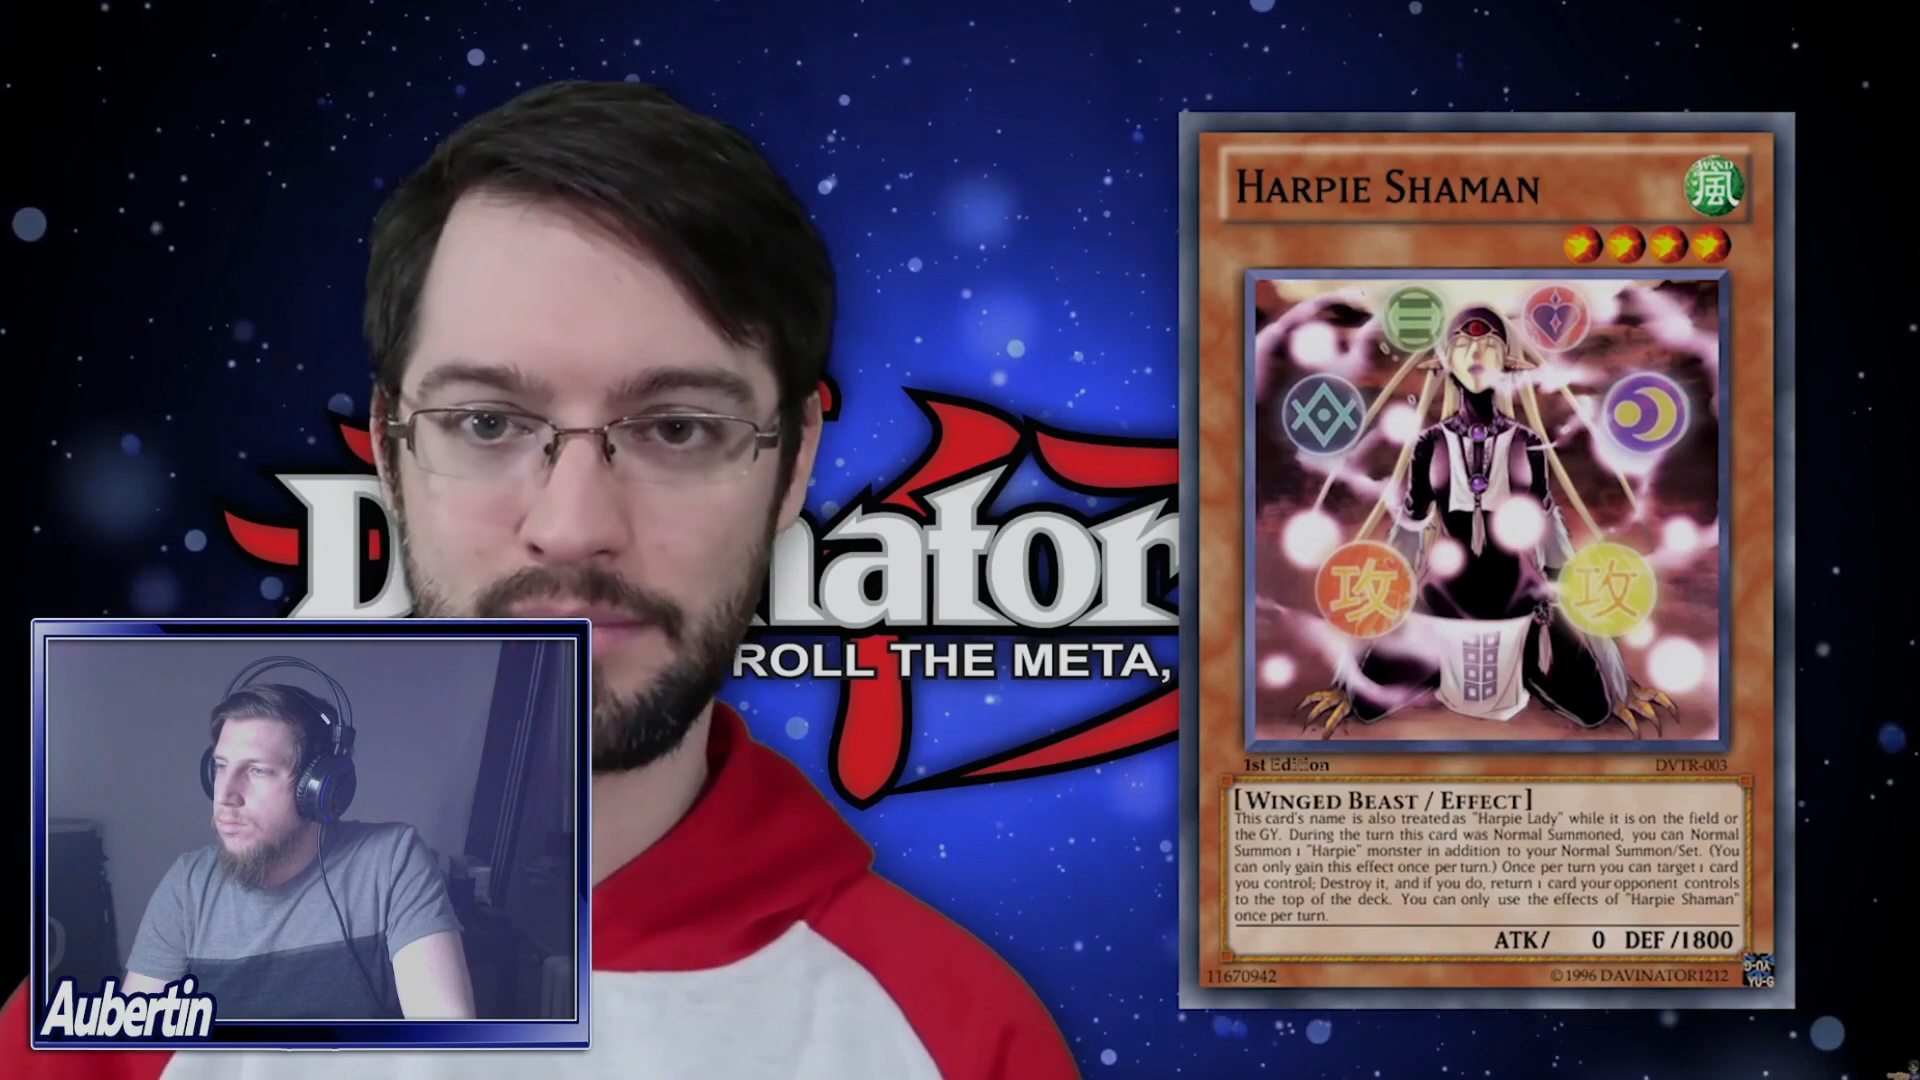 HARPIE SHAMAN
WIND
風
攻
攻
ROLL THE META,
1st Edition
DVTR-003
[WINGED BEAST / EFFECT]
This card's name is also treated as "Harpie Lady" while it is on the field or
the GY. During the turn this card was Normal Summoned, you can Normal
Summon 1 "Harpie" monster in addition to your Normal Summon/Set. (You
can only gain this effect once per turn.) Once per turn you can target 1 card
you control; Destroy it, and if you do, return 1 card your opponent controls
to the top of the deck. You can only use the effects of "Harpie Shaman"
once per turn.
ATK/ 0 DEF/1800
11670942
©1996 DAVINATOR1212
Aubertin